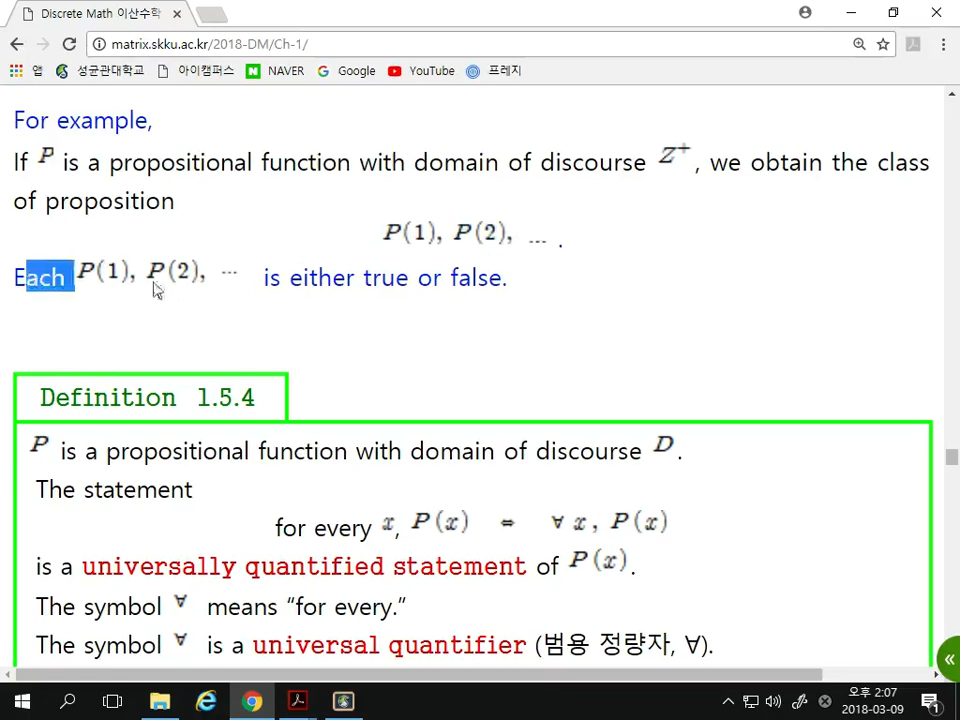 Discrete Math 이산수학
matrix.skku.ac.kr/2018-DM/Ch-1/
앱 성균관대학교 아이캠퍼스 NAVER Google YouTube 프레지
For example,
If P is a propositional function with domain of discourse Z⁺, we obtain the class
of proposition
P(1), P(2), ... .
Each P(1), P(2), ... is either true or false.
Definition 1.5.4
P is a propositional function with domain of discourse D.
The statement
for every x, P(x) ⇔ ∀x, P(x)
is a universally quantified statement of P(x).
The symbol ∀ means “for every.”
The symbol ∀ is a universal quantifier (범용 정량자, ∀).
오후 2:07
2018-03-09
1